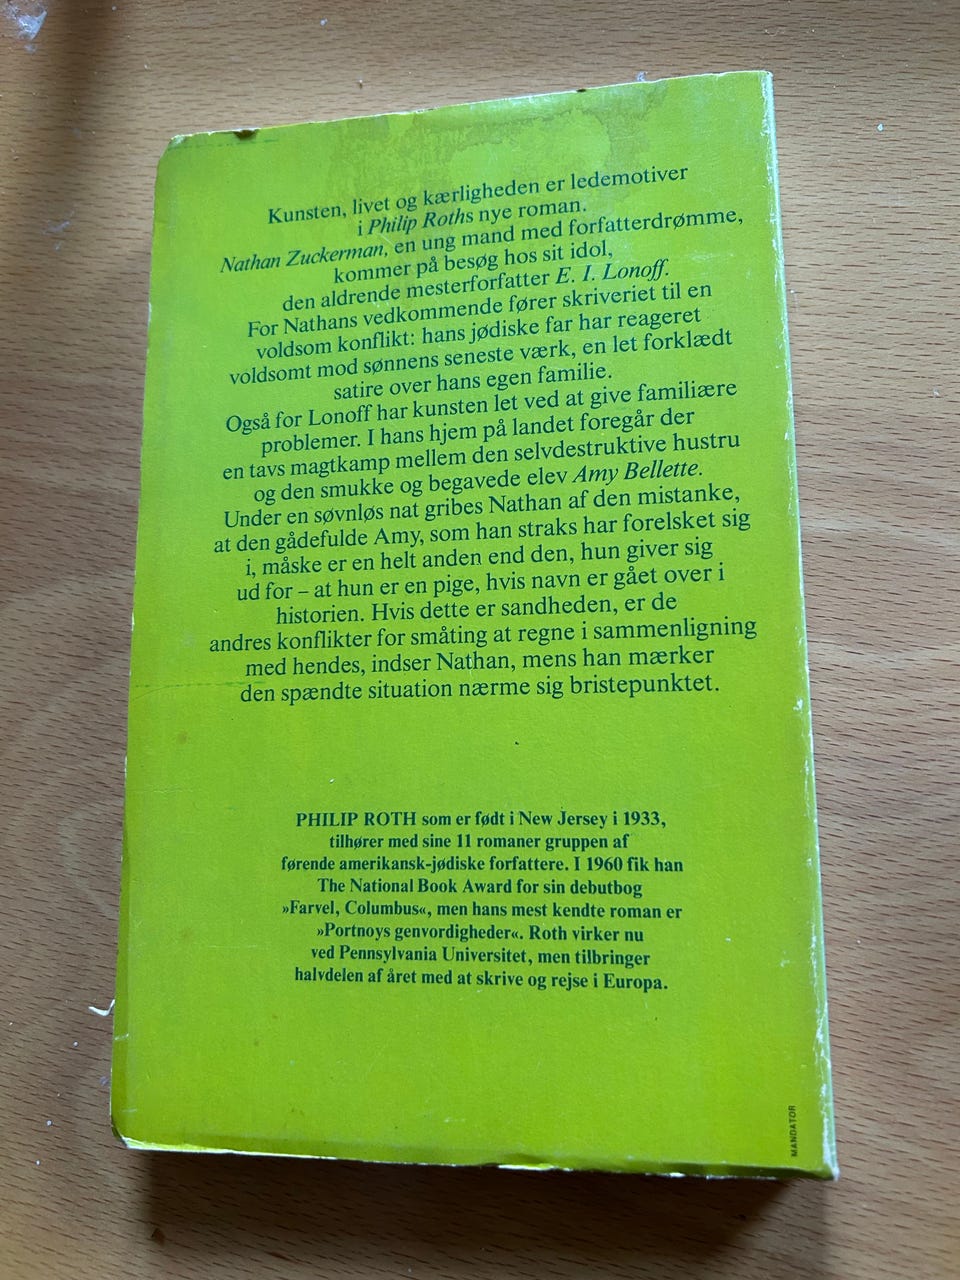 Kunsten, livet og kærligheden er ledemotiver
i Philip Roths nye roman.
Nathan Zuckerman, en ung mand med forfatterdrømme,
kommer på besøg hos sit idol,
den aldrende mesterforfatter E. I. Lonoff.
For Nathans vedkommende fører skriveriet til en
voldsom konflikt: hans jødiske far har reageret
voldsomt mod sønnens seneste værk, en let forklædt
satire over hans egen familie.
Også for Lonoff har kunsten let ved at give familiære
problemer. I hans hjem på landet foregår der
en tavs magtkamp mellem den selvdestruktive hustru
og den smukke og begavede elev Amy Bellette.
Under en søvnløs nat gribes Nathan af den mistanke,
at den gådefulde Amy, som han straks har forelsket sig
i, måske er en helt anden end den, hun giver sig
ud for – at hun er en pige, hvis navn er gået over i
historien. Hvis dette er sandheden, er de
andres konflikter for småting at regne i sammenligning
med hendes, indser Nathan, mens han mærker
den spændte situation nærme sig bristepunktet.
PHILIP ROTH som er født i New Jersey i 1933,
tilhører med sine 11 romaner gruppen af
førende amerikansk-jødiske forfattere. I 1960 fik han
The National Book Award for sin debutbog
»Farvel, Columbus«, men hans mest kendte roman er
»Portnoys genvordigheder«. Roth virker nu
ved Pennsylvania Universitet, men tilbringer
halvdelen af året med at skrive og rejse i Europa.
MANDATOR